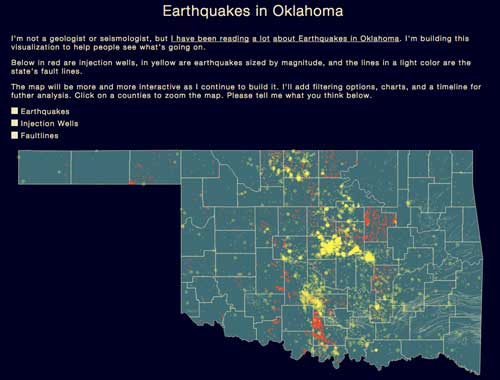 Earthquakes in Oklahoma
I'm not a geologist or seismologist, but I have been reading a lot about Earthquakes in Oklahoma. I'm building this
visualization to help people see what's going on.
Below in red are injection wells, in yellow are earthquakes sized by magnitude, and the lines in a light color are the
state's fault lines.
The map will be more and more interactive as I continue to build it. I'll add filtering options, charts, and a timeline for
futher analysis. Click on a counties to zoom the map. Please tell me what you think below.
Earthquakes
Injection Wells
Faultlines